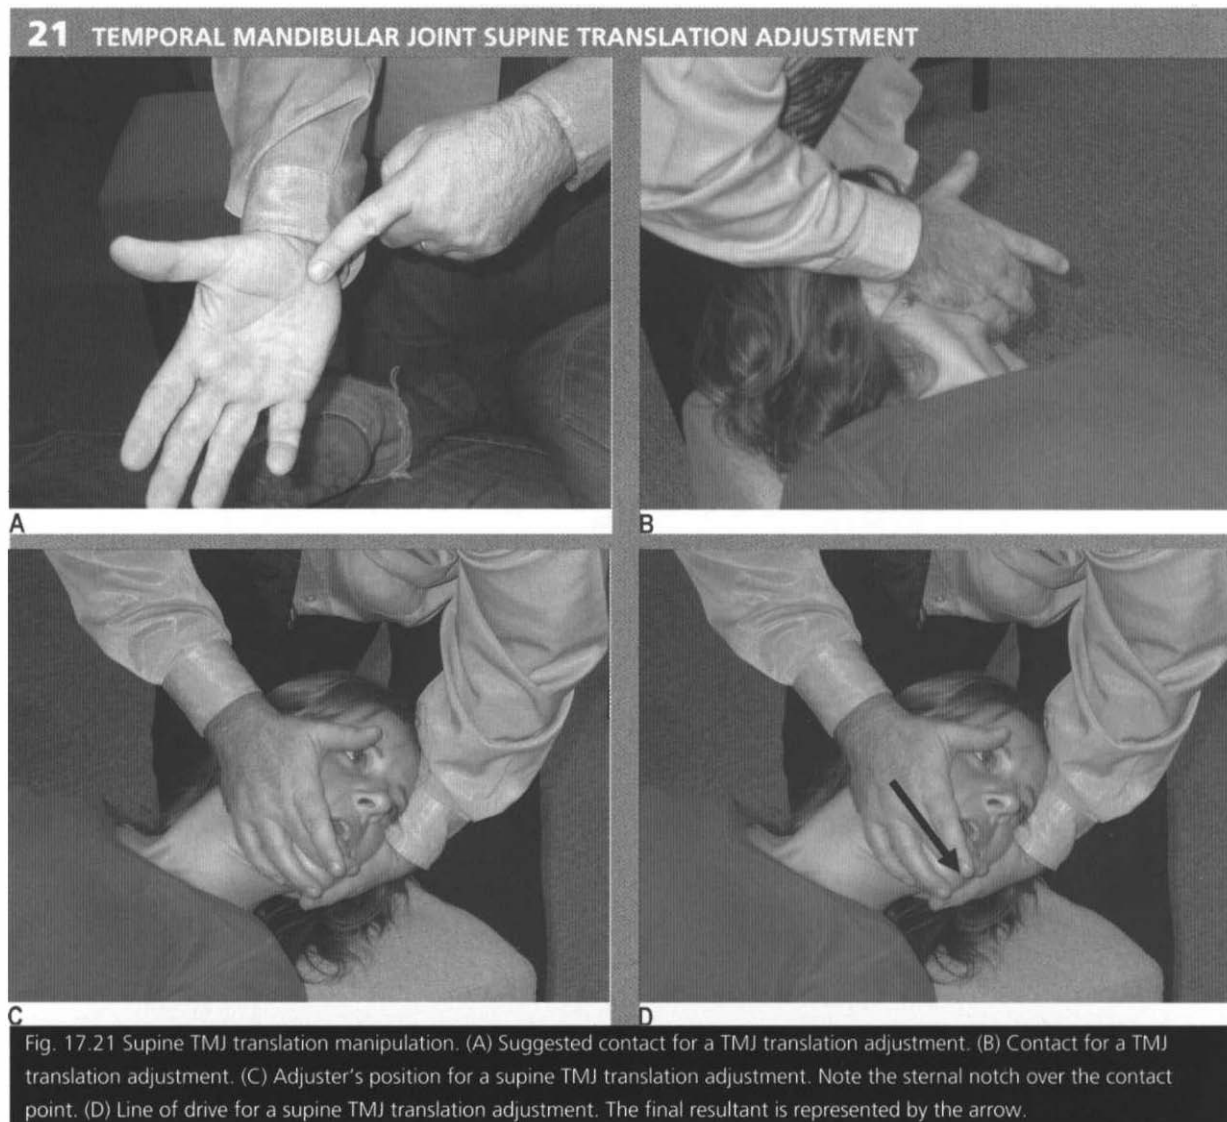 21 TEMPORAL MANDIBULAR JOINT SUPINE TRANSLATION ADJUSTMENT
A
B
C
D
Fig. 17.21 Supine TMJ translation manipulation. (A) Suggested contact for a TMJ translation adjustment. (B) Contact for a TMJ
translation adjustment. (C) Adjuster's position for a supine TMJ translation adjustment. Note the sternal notch over the contact
point. (D) Line of drive for a supine TMJ translation adjustment. The final resultant is represented by the arrow.